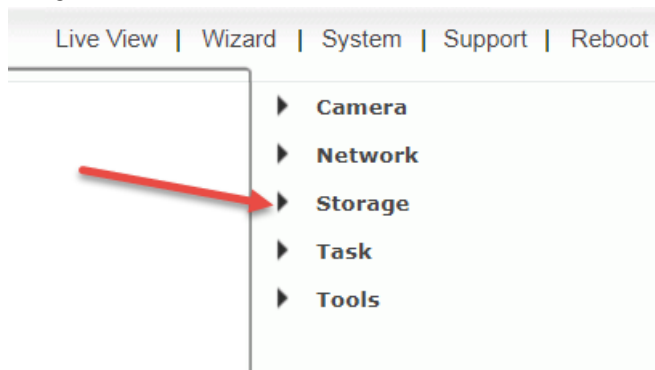 Live View | Wizard | System | Support | Reboot
Camera
Network
Storage
Task
Tools